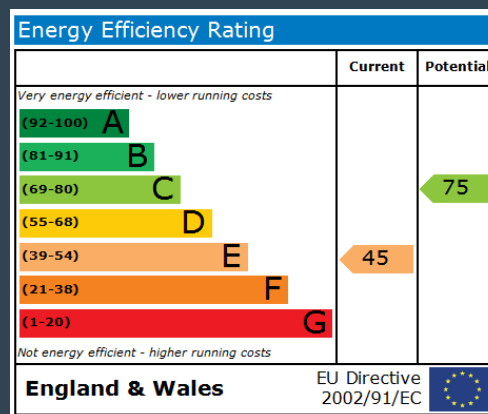 Energy Efficiency Rating
Current Potential
Very energy efficient - lower running costs
(92-100) A
(81-91) B
(69-80) C 75
(55-68) D
(39-54) E 45
(21-38) F
(1-20) G
Not energy efficient - higher running costs
England & Wales
EU Directive
2002/91/EC